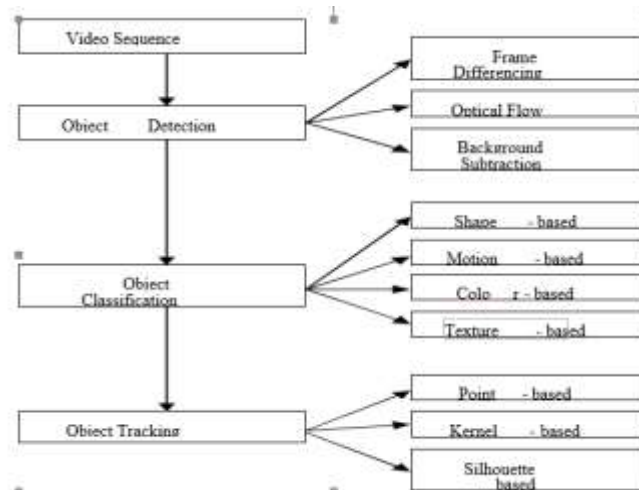 Video Sequence
Object Detection
Frame
Differencing
Optical Flow
Background
Subtraction
Object
Classification
Shape - based
Motion - based
Colo r - based
Texture - based
Object Tracking
Point - based
Kernel - based
Silhouette
based